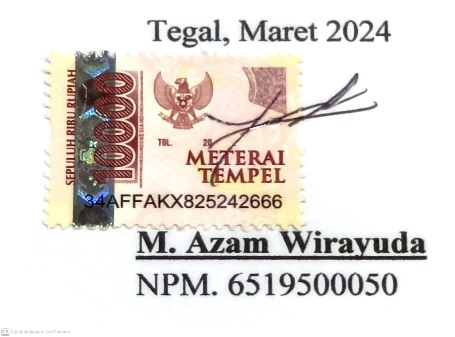 Tegal, Maret 2024
SEPULUH RIBU RUPIAH
10000
TGL. 20
METERAI
TEMPEL
34AFFAKX825242666
M. Azam Wirayuda
NPM. 6519500050